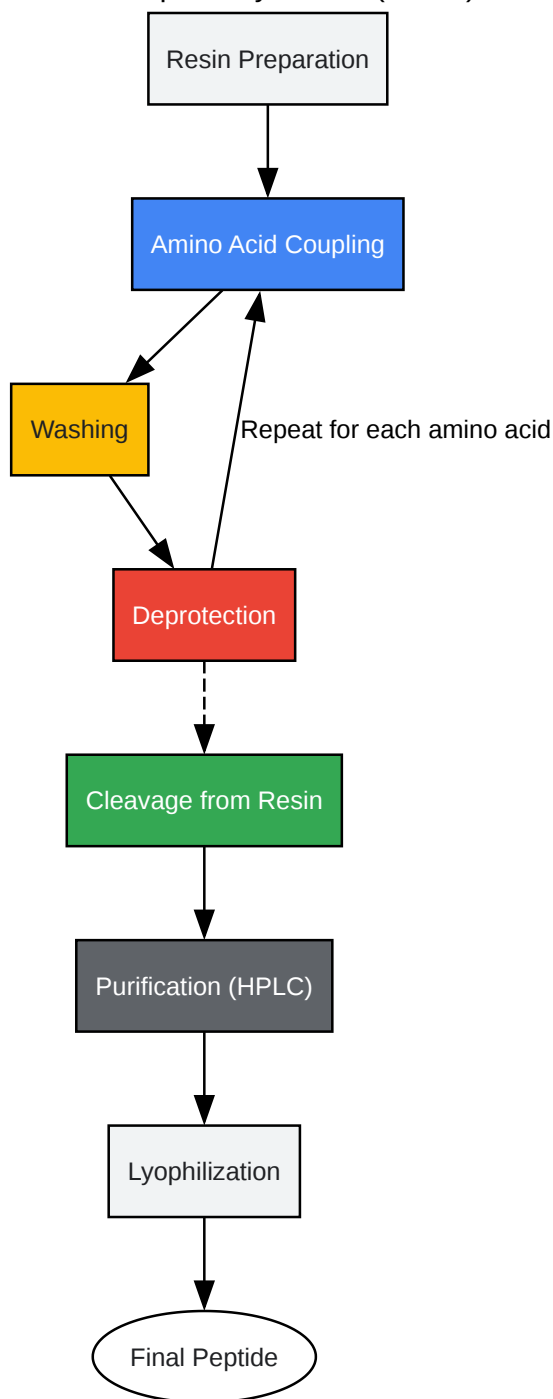 Resin Preparation
Amino Acid Coupling
Washing
Repeat for each amino acid
Deprotection
Cleavage from Resin
Purification (HPLC)
Lyophilization
Final Peptide